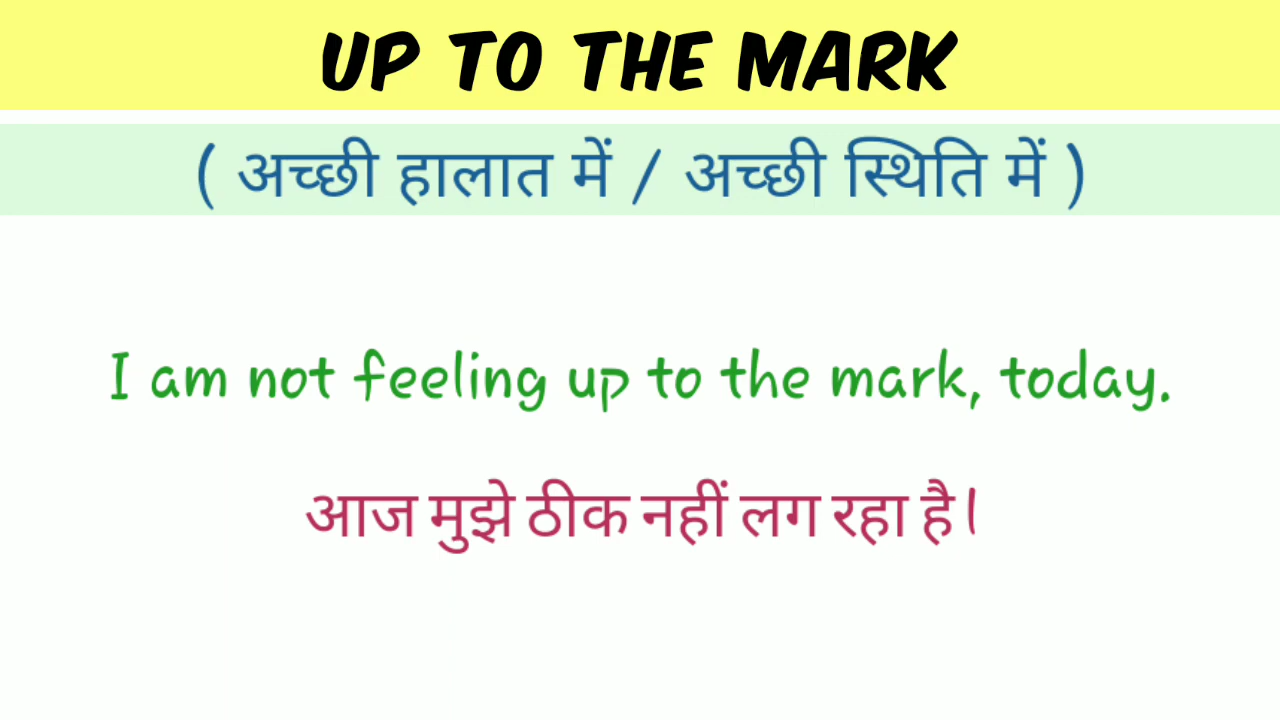 UP TO THE MARK
( अच्छी हालात में / अच्छी स्थिति में )
I am not feeling up to the mark, today.
आज मुझे ठीक नहीं लग रहा है।